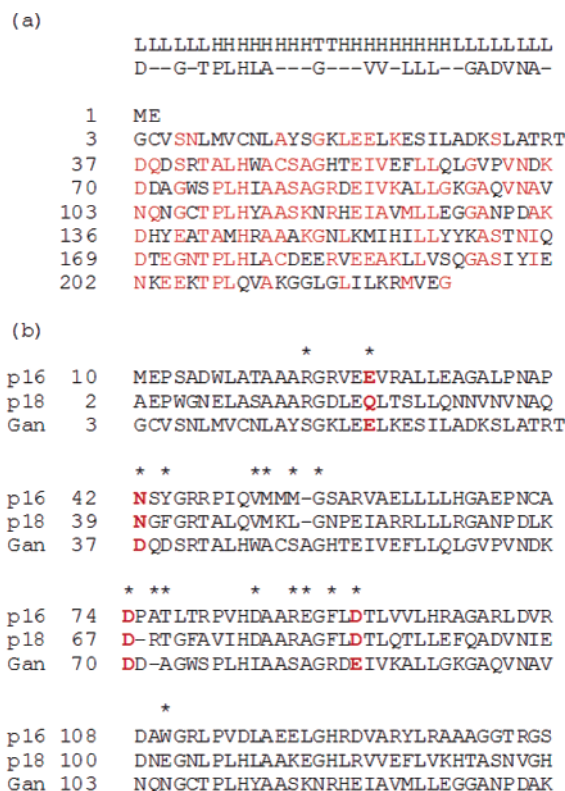 (a)
LLLLLLHHHHHHHHTTHHHHHHHHHLLLLLLLL
D--G-TPLHLA---G---VV-LLL--GADVNA-
1 ME
3 GCVSNLMVCNLAYSGKLEELKESILADKSLATRT
37 DQDSRTALHWACSAGHTEIVEFLLQLGVPVNDK
70 DDAGWSPLHIAASAGRDEIVKALLGKGAQVNAV
103 NQNGCTPLHYAASKNRHEIAVMLLEGGANPDAK
136 DHYEATAMHRAAAKGNLKMIHILLYYKASTNIQ
169 DTEGNTPLHLACDEERVEEAKLLVSQGASIYIE
202 NKEEKTPLQVAKGGLGLILKRMVEG
(b)
* *
p16 10 MEPSADWLATAAARGRVEEVRALLEAGALPNAP
p18 2 AEPWGNELASAAARGDLEQLTSLLQNNVNVNAQ
Gan 3 GCVSNLMVCNLAYSGKLEELKESILADKSLATRT
* * ** * *
p16 42 NSYGRRPIQVMMMG-GSARVAELLLLHGAEPNCA
p18 39 NGFGRTALQVMKL-GNPEIARRLLLRGANPDLK
Gan 37 DQDSRTALHWACSAGHTEIVEFLLQLGVPVNDK
* ** * ** * *
p16 74 DPATLTRPVHDAAREGFLDTLVVLHRAGARLDVR
p18 67 D-RTGFAVIHDAARAGFLDTLQTLLEFQADVNIE
Gan 70 DD-AGWSPLHIAASAGRDEIVKALLGKGAQVNAV
*
p16 108 DAWGRLPVDLAEELGHRDVARYLRAAAGGTRGS
p18 100 DNEGNLPLHLAAKEGHLRVVEFLVKHTASNVGH
Gan 103 NQNGCTPLHYAASKNRHEIAVMLLEGGANPDAK